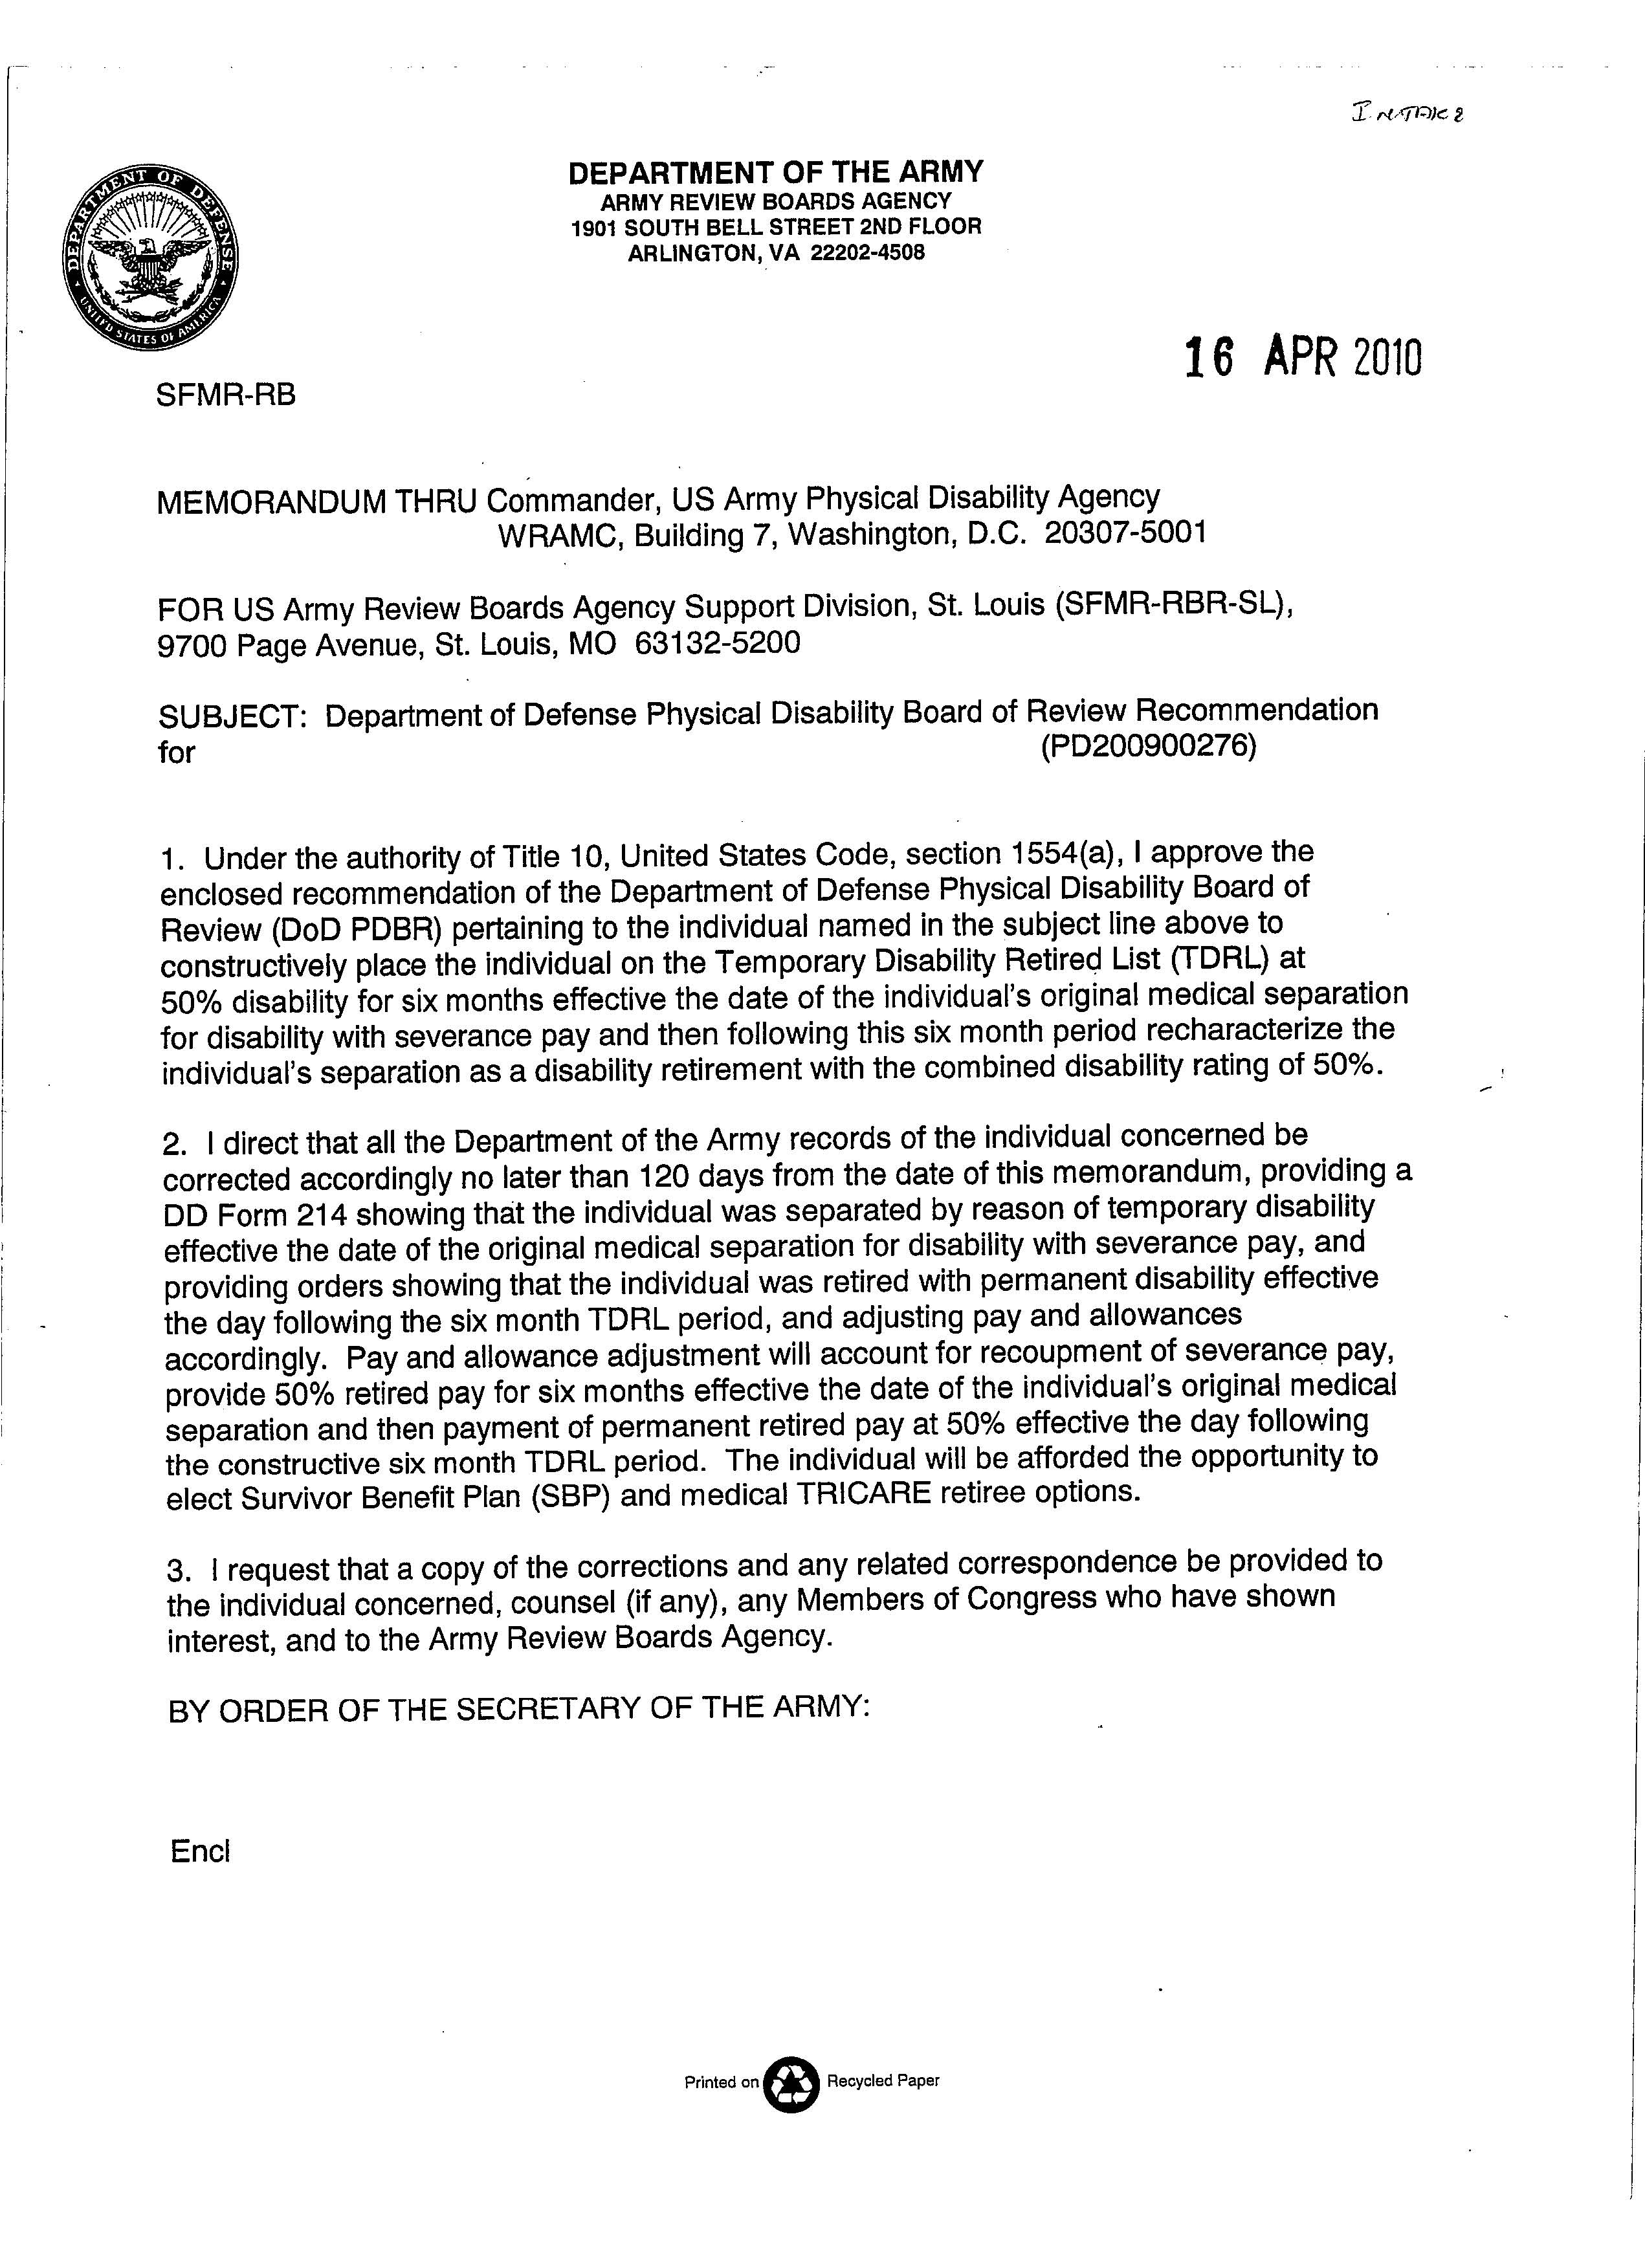 INTAKE
DEPARTMENT OF DEFENSE
UNITED STATES OF AMERICA
DEPARTMENT OF THE ARMY
ARMY REVIEW BOARDS AGENCY
1901 SOUTH BELL STREET 2ND FLOOR
ARLINGTON, VA 22202-4508
16 APR 2010
SFMR-RB
MEMORANDUM THRU Commander, US Army Physical Disability Agency
WRAMC, Building 7, Washington, D.C. 20307-5001
FOR US Army Review Boards Agency Support Division, St. Louis (SFMR-RBR-SL),
9700 Page Avenue, St. Louis, MO 63132-5200
SUBJECT: Department of Defense Physical Disability Board of Review Recommendation
for (PD200900276)
1. Under the authority of Title 10, United States Code, section 1554(a), I approve the
enclosed recommendation of the Department of Defense Physical Disability Board of
Review (DoD PDBR) pertaining to the individual named in the subject line above to
constructively place the individual on the Temporary Disability Retired List (TDRL) at
50% disability for six months effective the date of the individual's original medical separation
for disability with severance pay and then following this six month period recharacterize the
individual's separation as a disability retirement with the combined disability rating of 50%.
2. I direct that all the Department of the Army records of the individual concerned be
corrected accordingly no later than 120 days from the date of this memorandum, providing a
DD Form 214 showing that the individual was separated by reason of temporary disability
effective the date of the original medical separation for disability with severance pay, and
providing orders showing that the individual was retired with permanent disability effective
the day following the six month TDRL period, and adjusting pay and allowances
accordingly. Pay and allowance adjustment will account for recoupment of severance pay,
provide 50% retired pay for six months effective the date of the individual's original medical
separation and then payment of permanent retired pay at 50% effective the day following
the constructive six month TDRL period. The individual will be afforded the opportunity to
elect Survivor Benefit Plan (SBP) and medical TRICARE retiree options.
3. I request that a copy of the corrections and any related correspondence be provided to
the individual concerned, counsel (if any), any Members of Congress who have shown
interest, and to the Army Review Boards Agency.
BY ORDER OF THE SECRETARY OF THE ARMY:
Encl
Printed on Recycled Paper